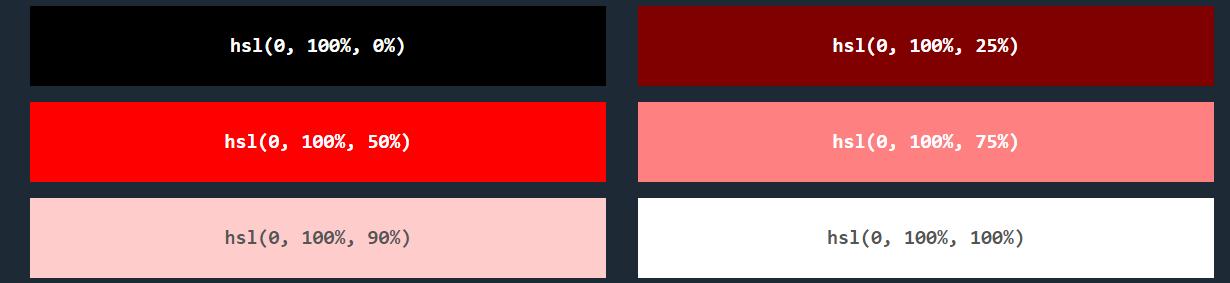 hsl(0, 100%, 0%)
hsl(0, 100%, 25%)
hsl(0, 100%, 50%)
hsl(0, 100%, 75%)
hsl(0, 100%, 90%)
hsl(0, 100%, 100%)